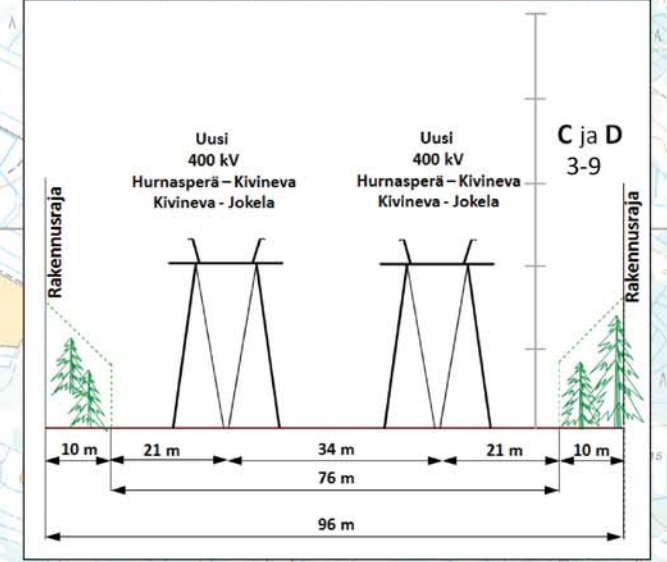 Uusi
400 kV
Hurnasperä – Kivineva
Kivineva - Jokela
Uusi
400 kV
Hurnasperä – Kivineva
Kivineva - Jokela
C ja D
3-9
Rakennusraja
Rakennusraja
10 m
21 m
34 m
21 m
10 m
76 m
96 m